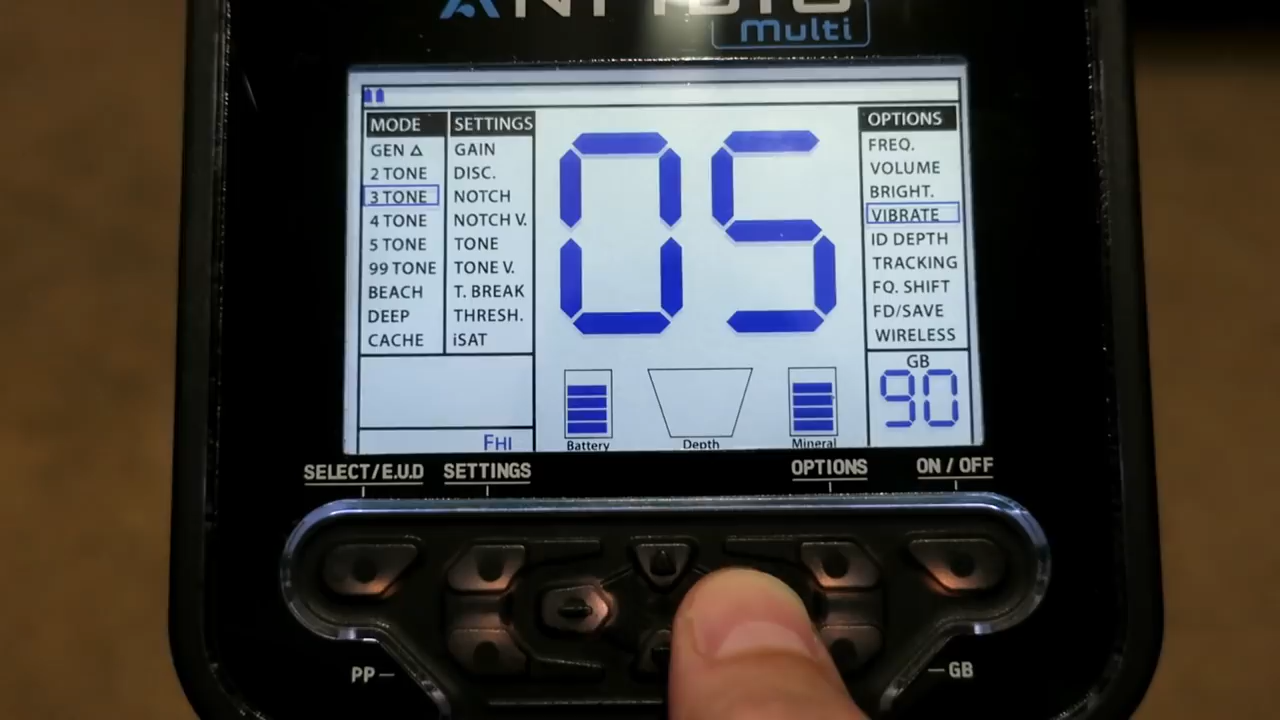 Multi
MODE
GEN
2 TONE
3 TONE
4 TONE
5 TONE
99 TONE
BEACH
DEEP
CACHE
SETTINGS
GAIN
DISC.
NOTCH
NOTCH V.
TONE
TONE V.
T. BREAK
THRESH.
iSAT
05
OPTIONS
FREQ.
VOLUME
BRIGHT.
VIBRATE
ID DEPTH
TRACKING
FQ. SHIFT
FD/SAVE
WIRELESS
GB
90
FHI
Battery
Depth
Mineral
SELECT/E.U.D
SETTINGS
OPTIONS
ON / OFF
PP
GB